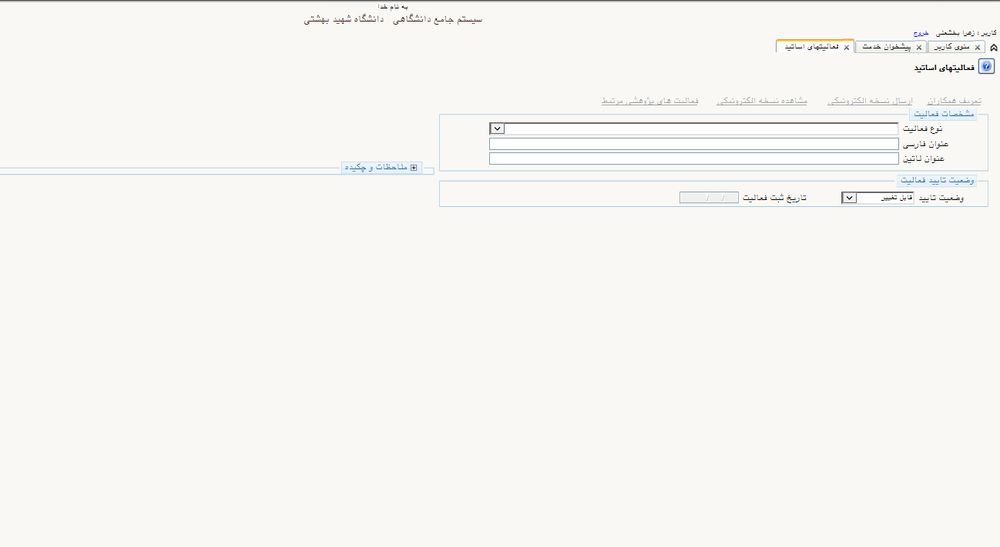 به نام خدا
سیستم جامع دانشگاهی دانشگاه شهید بهشتی
کاربر : زهرا بخشعلی خروج
منوی کاربر
پیشخوان خدمت
فعالیتهای اساتید
فعالیتهای اساتید
تعریف همکاران ارسال نسخه الکترونیکی مشاهده نسخه الکترونیکی فعالیت های پژوهشی مرتبط
مشخصات فعالیت
نوع فعالیت
عنوان فارسی
عنوان لاتین
ملاحظات و چکیده
وضعیت تایید فعالیت
وضعیت تایید قابل تغییر تاریخ ثبت فعالیت / /